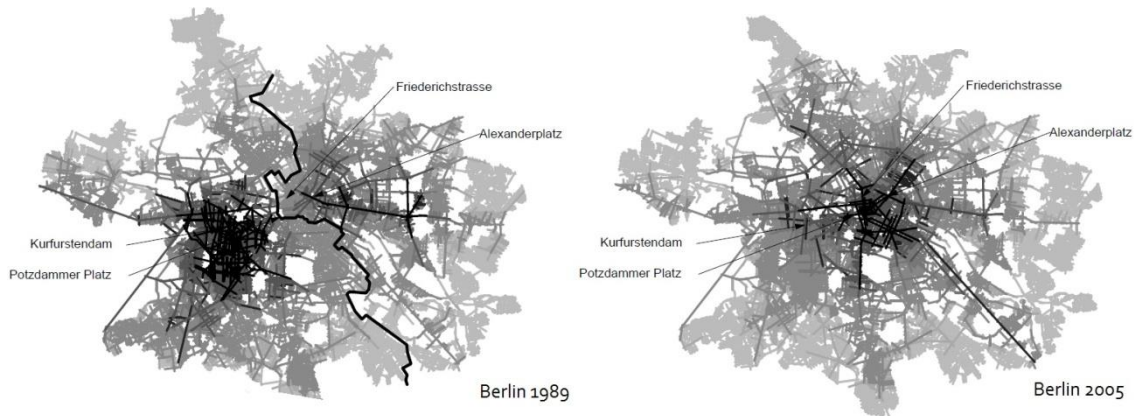 Friederichstrasse
Alexanderplatz
Kurfurstendam
Potzdammer Platz
Berlin 1989
Friederichstrasse
Alexanderplatz
Kurfurstendam
Potzdammer Platz
Berlin 2005